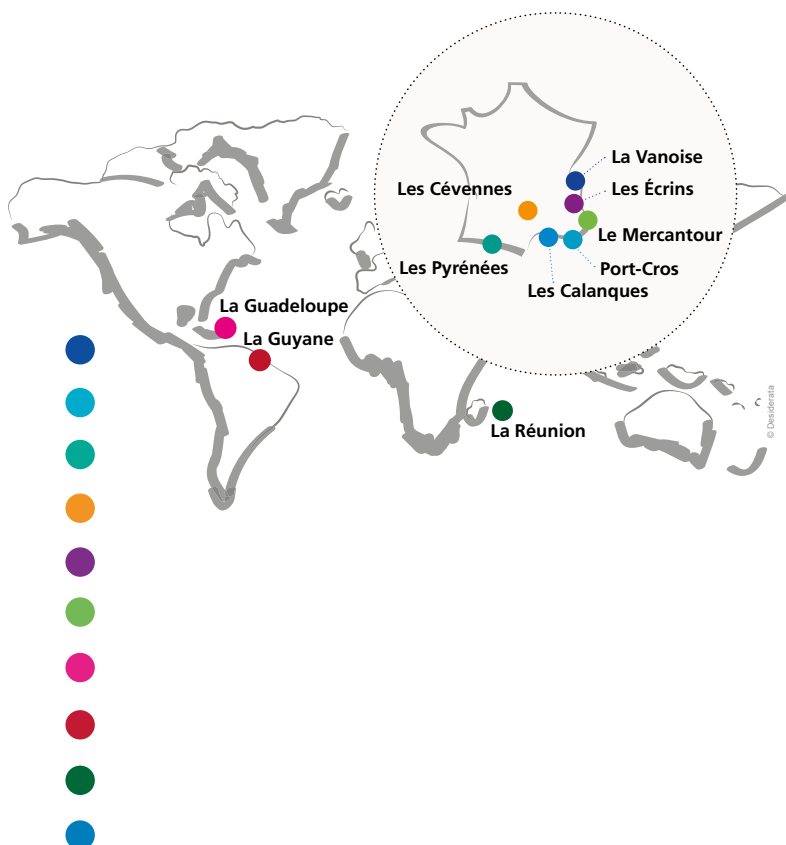 La Vanoise
Les Cévennes
Les Écrins
Le Mercantour
Les Pyrénées
Port-Cros
Les Calanques
La Guadeloupe
La Guyane
La Réunion
© Desiderata